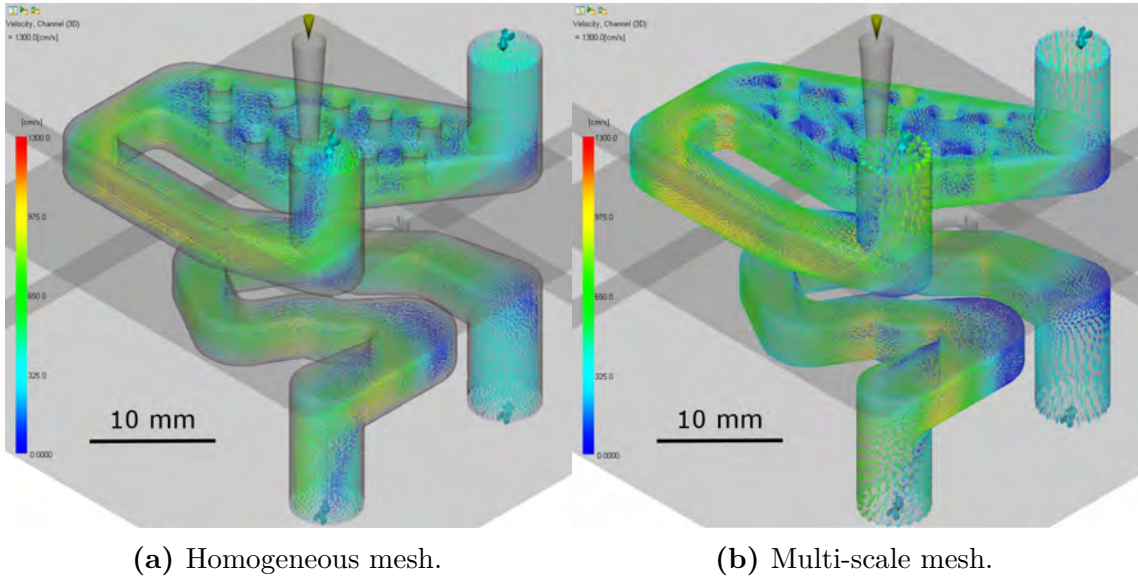 Velocity, Channel (3D)
= 1300.0[cm/s]
[cm/s]
1300.0
975.0
650.0
325.0
0.0000
10 mm
(a) Homogeneous mesh.
Velocity, Channel (3D)
= 1300.0[cm/s]
[cm/s]
1300.0
975.0
650.0
325.0
0.0000
10 mm
(b) Multi-scale mesh.